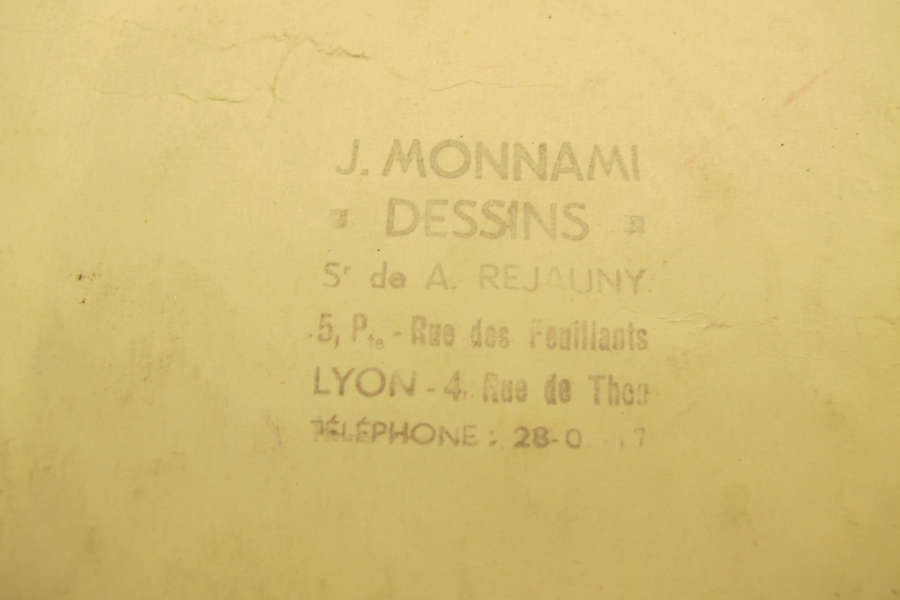 J. MONNAMI
DESSINS
Sr de A. REJAUNY
5, Pte - Rue des Feuillants
LYON - 4, Rue de Thou
TÉLÉPHONE : 28-0